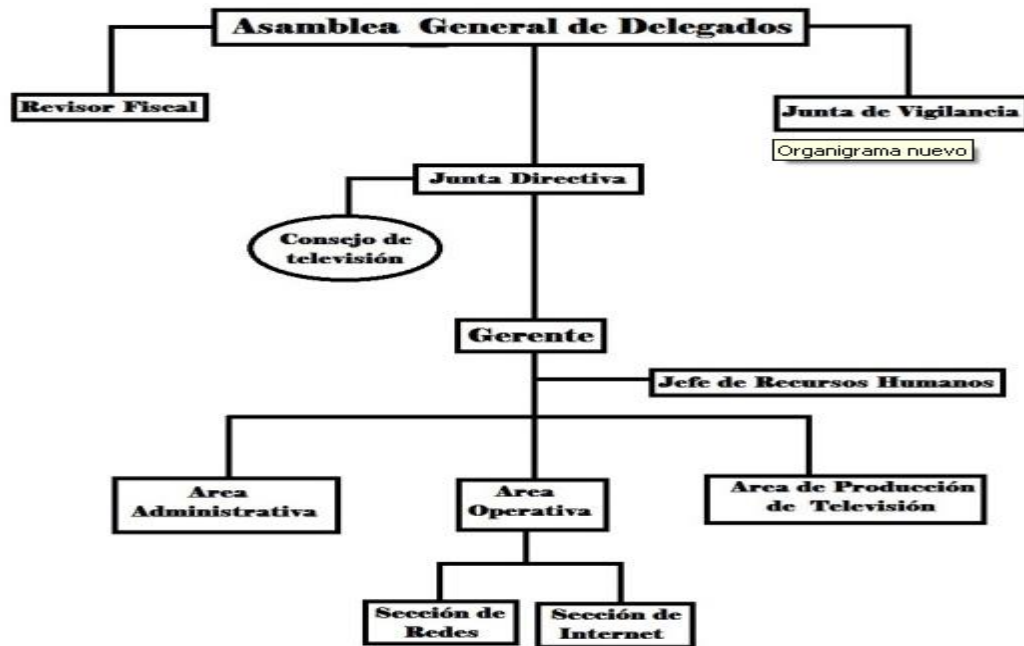 Asamblea General de Delegados
Revisor Fiscal
Junta de Vigilancia
Organigrama nuevo
Junta Directiva
Consejo de
televisión
Gerente
Jefe de Recursos Humanos
Area
Administrativa
Area
Operativa
Area de Producción
de Televisión
Sección de
Redes
Sección de
Internet